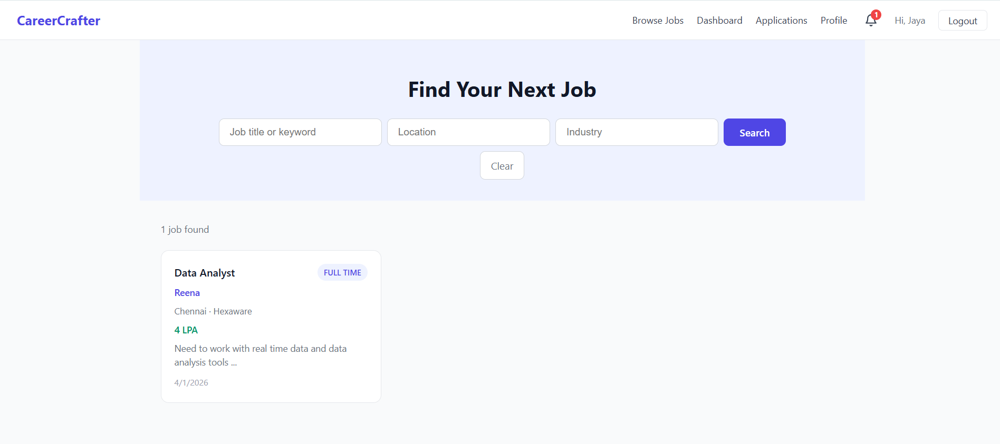 CareerCrafter
Browse Jobs
Dashboard
Applications
Profile
1
Hi, Jaya
Logout
Find Your Next Job
Job title or keyword
Location
Industry
Search
Clear
1 job found
Data Analyst
FULL TIME
Reena
Chennai · Hexaware
4 LPA
Need to work with real time data and data
analysis tools ...
4/1/2026